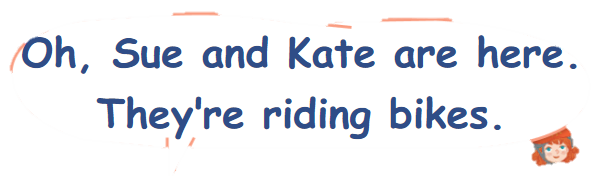 Oh, Sue and Kate are here.
They're riding bikes.